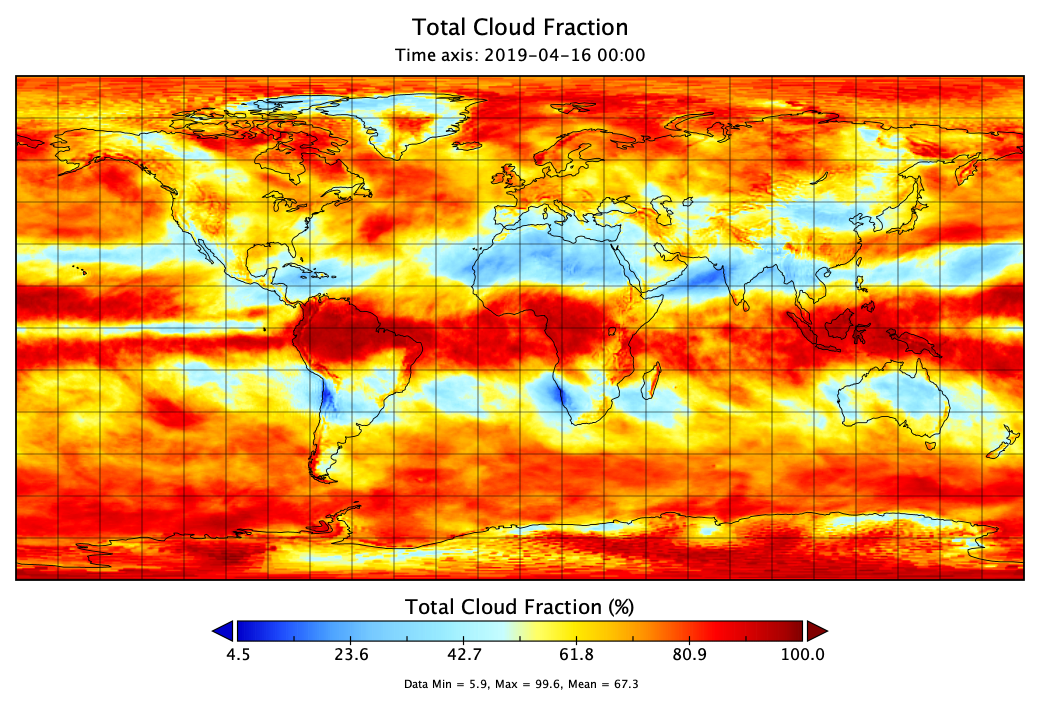 Total Cloud Fraction
Time axis: 2019-04-16 00:00
Total Cloud Fraction (%)
4.5 23.6 42.7 61.8 80.9 100.0
Data Min = 5.9, Max = 99.6, Mean = 67.3